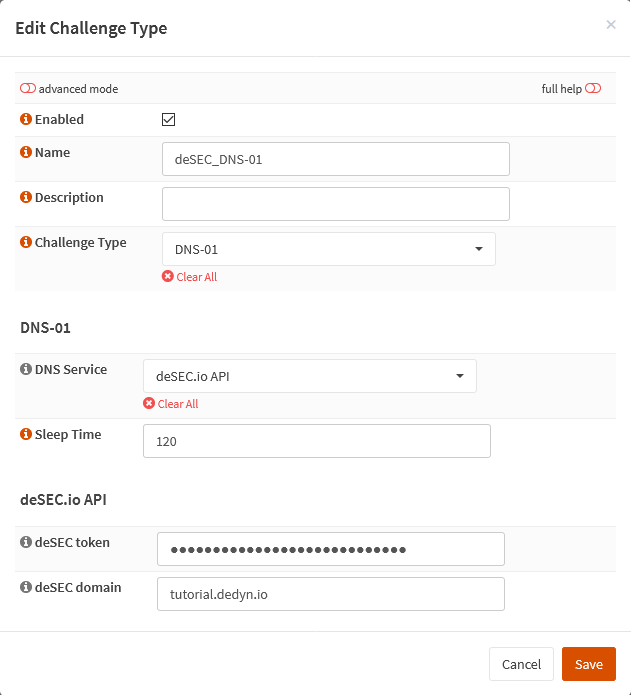 Edit Challenge Type
×
advanced mode
full help
Enabled
Name
deSEC_DNS-01
Description
Challenge Type
DNS-01
Clear All
DNS-01
DNS Service
deSEC.io API
Clear All
Sleep Time
120
deSEC.io API
deSEC token
••••••••••••••••••••••••••••
deSEC domain
tutorial.dedyn.io
Cancel
Save